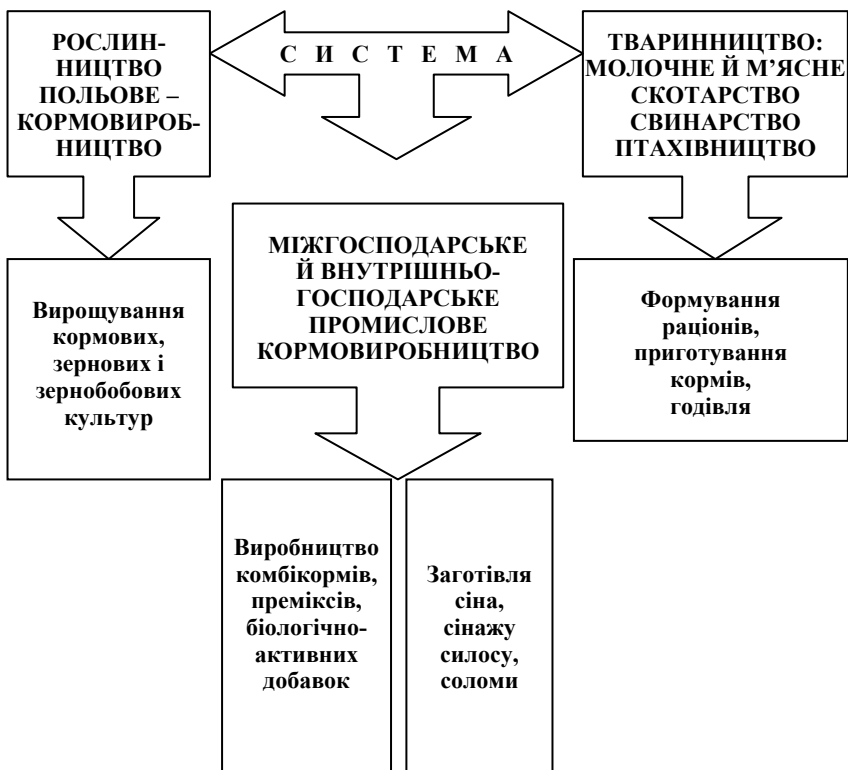 РОСЛИН-
НИЦТВО
ПОЛЬОВЕ –
КОРМОВИРОБ-
НИЦТВО
С И С Т Е М А
ТВАРИННИЦТВО:
МОЛОЧНЕ Й М’ЯСНЕ
СКОТАРСТВО
СВИНАРСТВО
ПТАХІВНИЦТВО
МІЖГОСПОДАРСЬКЕ
Й ВНУТРІШНЬО-
ГОСПОДАРСЬКЕ
ПРОМИСЛОВЕ
КОРМОВИРОБНИЦТВО
Вирощування
кормових,
зернових і
зернобобових
культур
Формування
раціонів,
приготування
кормів,
годівля
Виробництво
комбікормів,
преміксів,
біологічно-
активних
добавок
Заготівля
сіна,
сінажу
силосу,
соломи